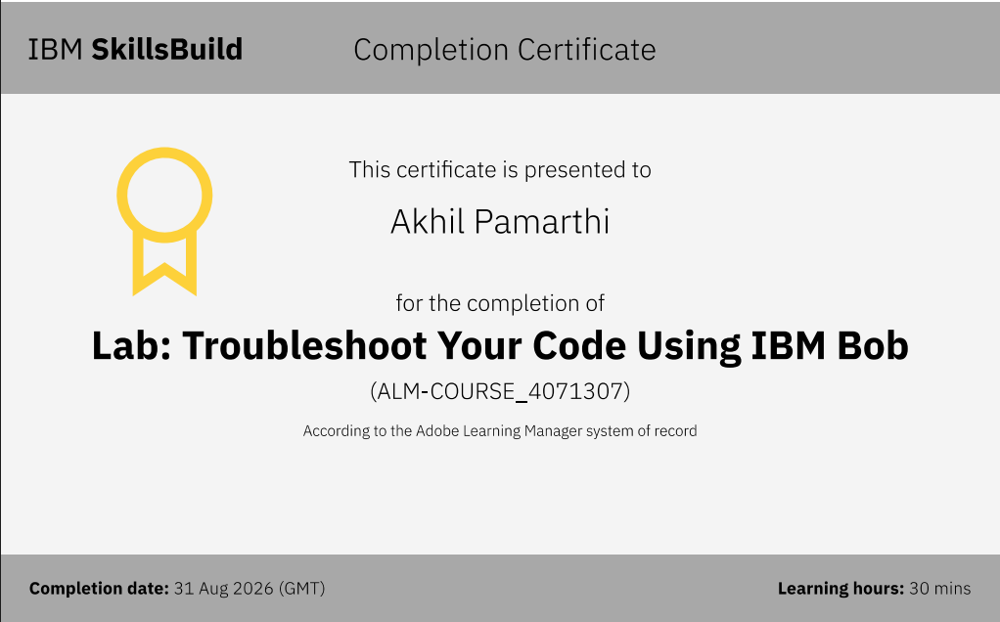 IBM SkillsBuild
Completion Certificate
This certificate is presented to
Akhil Pamarthi
for the completion of
Lab: Troubleshoot Your Code Using IBM Bob
(ALM-COURSE_4071307)
According to the Adobe Learning Manager system of record
Completion date: 31 Aug 2026 (GMT)
Learning hours: 30 mins